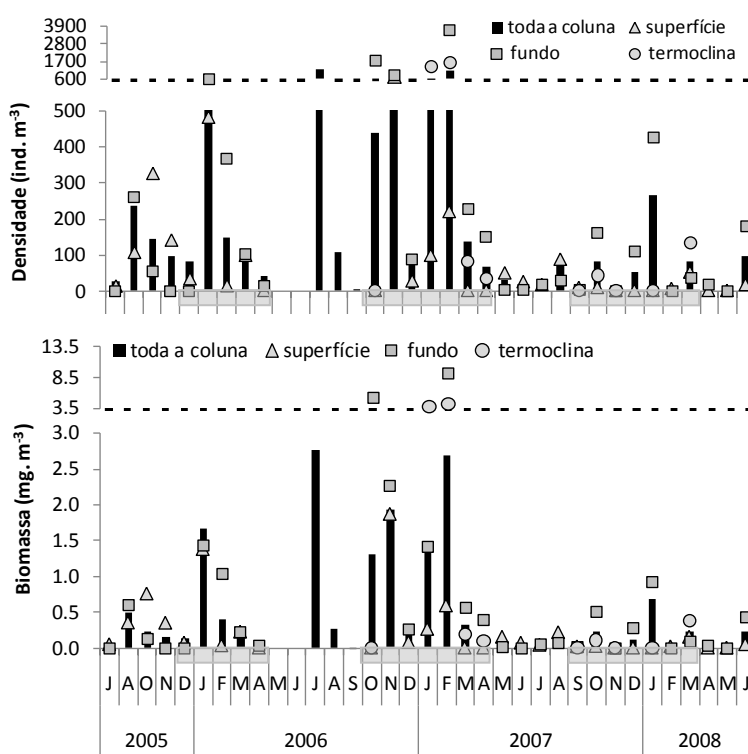 3900
2800
1700
600
500
400
300
200
100
0
Densidade (ind. m-3)
toda a coluna superfície
fundo termoclina
13.5
8.5
3.5
3.0
2.5
2.0
1.5
1.0
0.5
0.0
Biomassa (mg. m-3)
toda a coluna superfície fundo termoclina
J A O N D J F M A M J J A S O N D J F M A M J J A S O N D J F M A M J
2005 2006 2007 2008